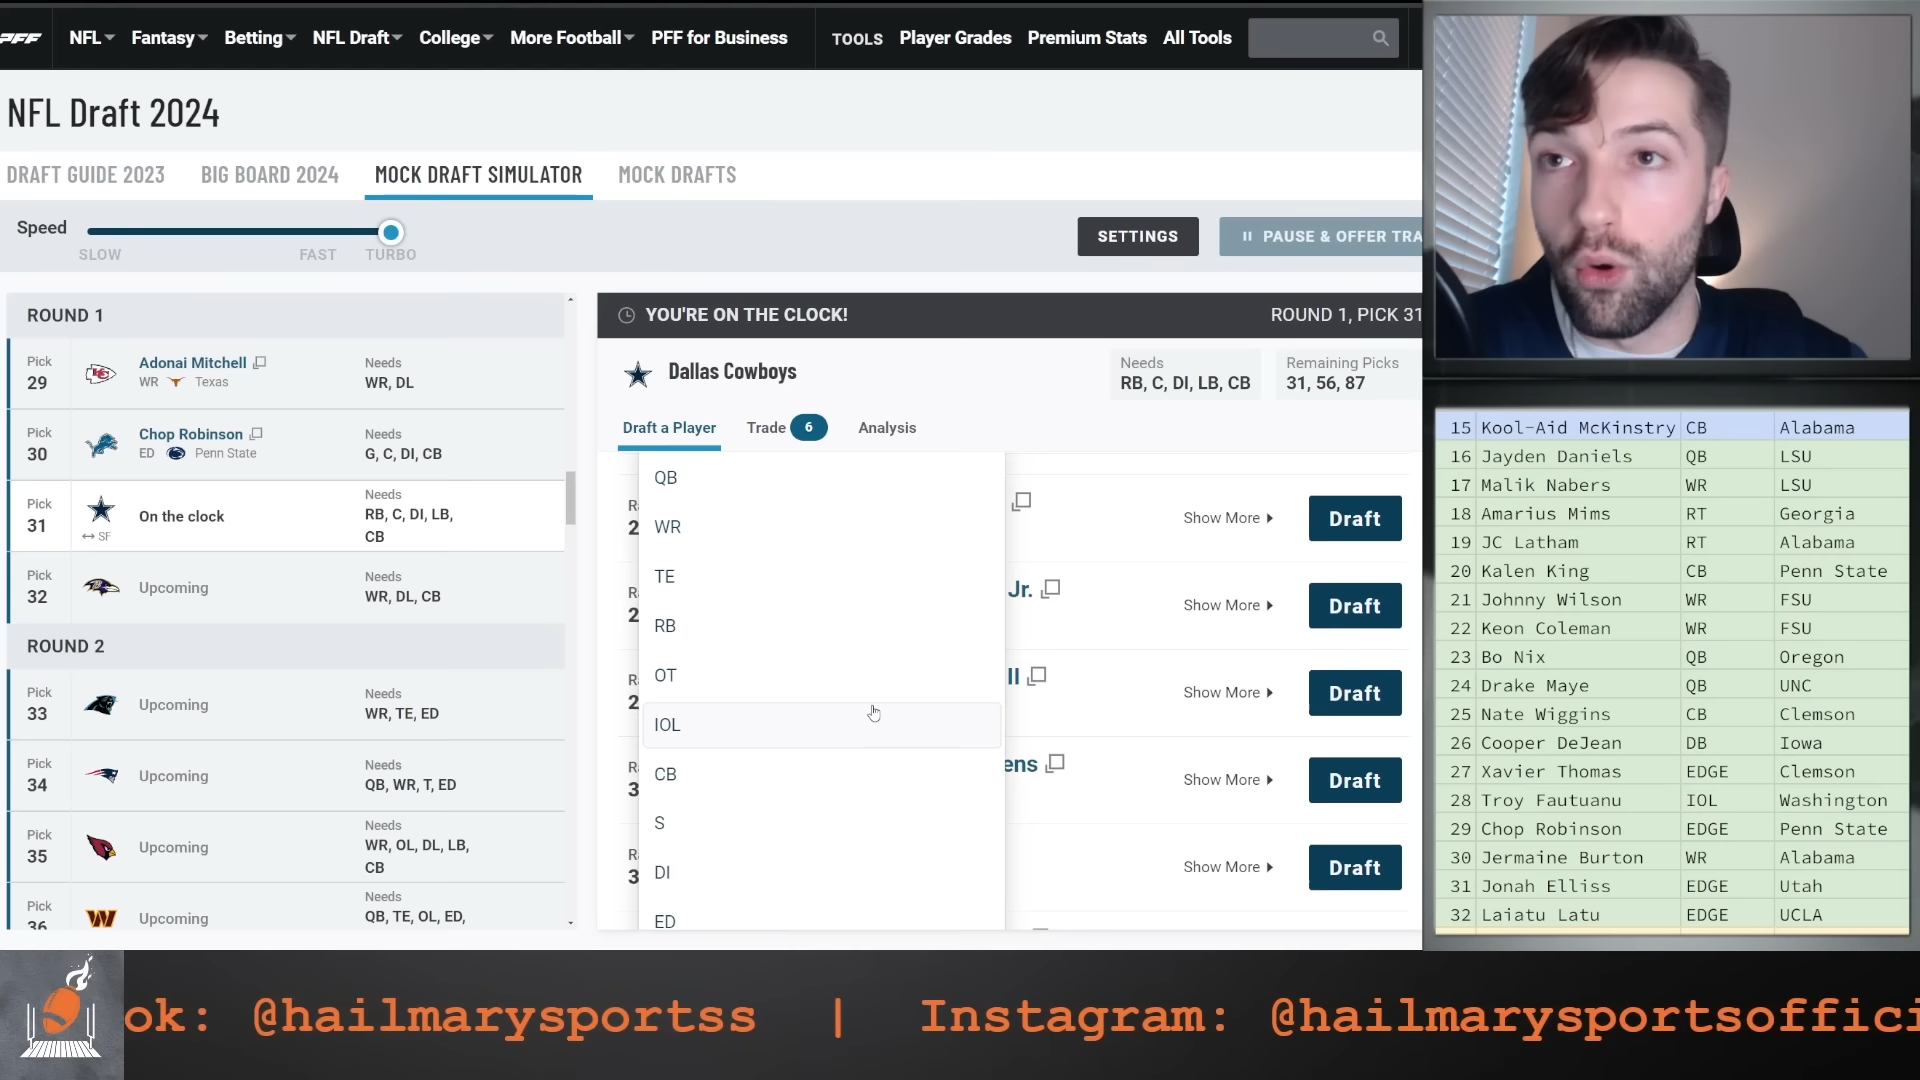 PFF NFL Fantasy Betting NFL Draft College More Football PFF for Business TOOLS Player Grades Premium Stats All Tools
NFL Draft 2024
DRAFT GUIDE 2023 BIG BOARD 2024 MOCK DRAFT SIMULATOR MOCK DRAFTS
Speed
SLOW FAST TURBO
SETTINGS
PAUSE & OFFER TRA
ROUND 1
Pick 29 Adonai Mitchell WR Texas Needs WR, DL
Pick 30 Chop Robinson ED Penn State Needs G, C, DI, CB
Pick 31 ↔ SF On the clock Needs RB, C, DI, LB, CB
Pick 32 Upcoming Needs WR, DL, CB
ROUND 2
Pick 33 Upcoming Needs WR, TE, ED
Pick 34 Upcoming Needs QB, WR, T, ED
Pick 35 Upcoming Needs WR, OL, DL, LB, CB
Pick 36 Upcoming Needs QB, TE, OL, ED,
YOU'RE ON THE CLOCK! ROUND 1, PICK 31
Dallas Cowboys
Needs
RB, C, DI, LB, CB
Remaining Picks
31, 56, 87
Draft a Player Trade 6 Analysis
QB
WR
TE
RB
OT
IOL
CB
S
DI
ED
Show More Draft
Jr. Show More Draft
ll Show More Draft
ens Show More Draft
Show More Draft
15 Kool-Aid McKinstry CB Alabama
16 Jayden Daniels QB LSU
17 Malik Nabers WR LSU
18 Amarius Mims RT Georgia
19 JC Latham RT Alabama
20 Kalen King CB Penn State
21 Johnny Wilson WR FSU
22 Keon Coleman WR FSU
23 Bo Nix QB Oregon
24 Drake Maye QB UNC
25 Nate Wiggins CB Clemson
26 Cooper DeJean DB Iowa
27 Xavier Thomas EDGE Clemson
28 Troy Fautuanu IOL Washington
29 Chop Robinson EDGE Penn State
30 Jermaine Burton WR Alabama
31 Jonah Elliss EDGE Utah
32 Laiatu Latu EDGE UCLA
ok: @hailmarysportss | Instagram: @hailmarysportsoffici